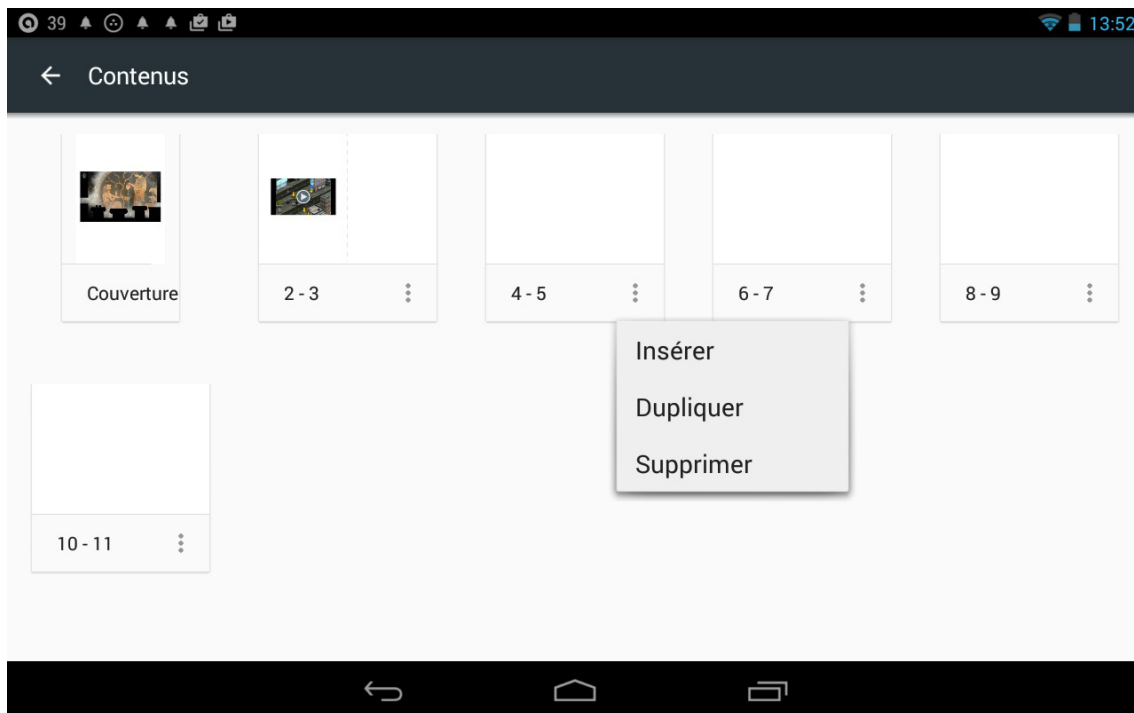 39
13:52
Contenus
Couverture
2 - 3
4 - 5
6 - 7
8 - 9
Insérer
Dupliquer
Supprimer
10 - 11